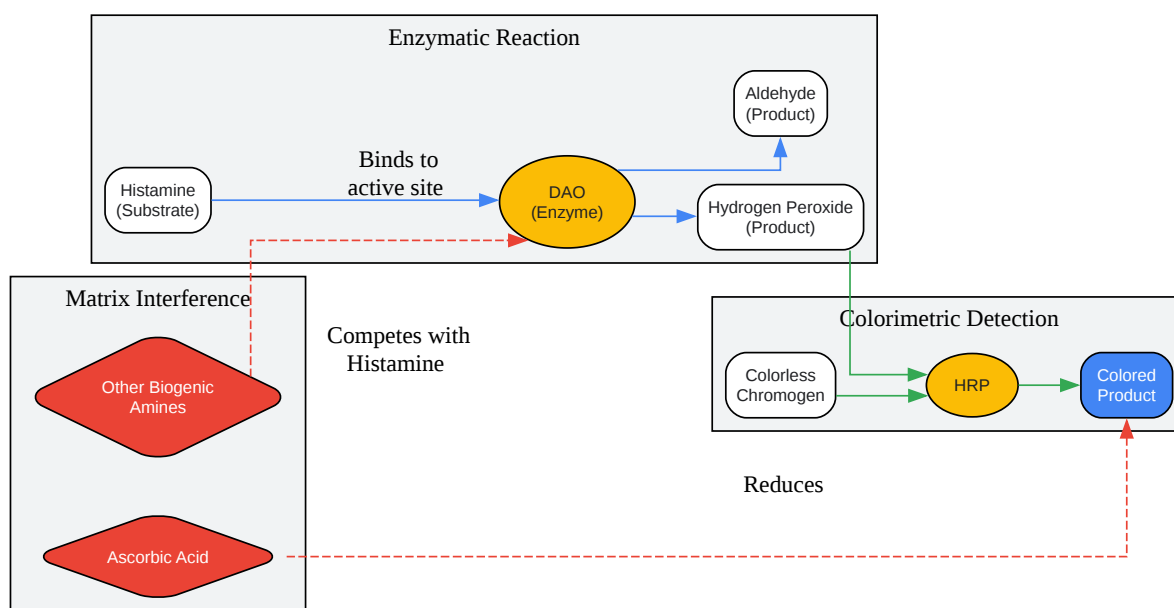 Enzymatic Reaction
Aldehyde
(Product)
Binds to
active site
Histamine
(Substrate)
DAO
(Enzyme)
Hydrogen Peroxide
(Product)
Matrix Interference
Other Biogenic
Amines
Ascorbic Acid
Competes with
Histamine
Colorimetric Detection
Colorless
Chromogen
HRP
Colored
Product
Reduces